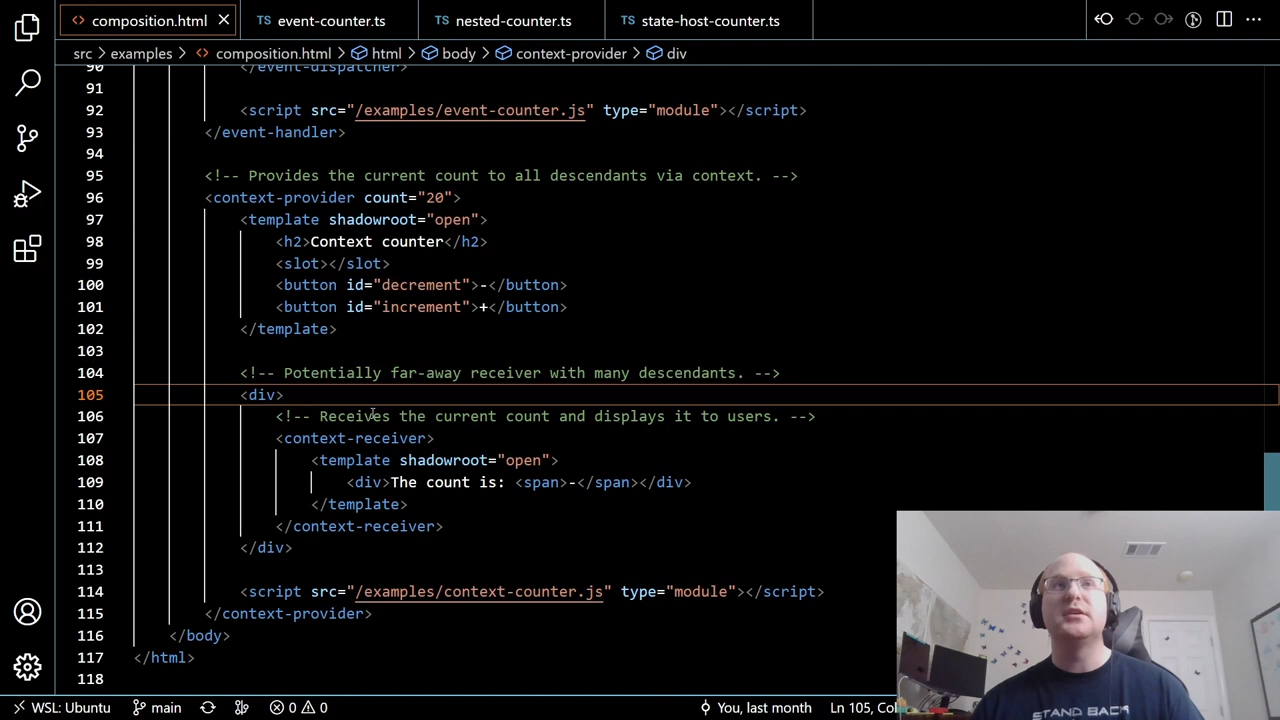 composition.html
event-counter.ts
nested-counter.ts
state-host-counter.ts
src > examples > composition.html > html > body > context-provider > div
90 </event-dispatcher>
91
92 <script src="/examples/event-counter.js" type="module"></script>
93 </event-handler>
94
95 <!-- Provides the current count to all descendants via context. -->
96 <context-provider count="20">
97 <template shadowroot="open">
98 <h2>Context counter</h2>
99 <slot></slot>
100 <button id="decrement">-</button>
101 <button id="increment">+</button>
102 </template>
103
104 <!-- Potentially far-away receiver with many descendants. -->
105 <div>
106 <!-- Receives the current count and displays it to users. -->
107 <context-receiver>
108 <template shadowroot="open">
109 <div>The count is: <span>-</span></div>
110 </template>
111 </context-receiver>
112 </div>
113
114 <script src="/examples/context-counter.js" type="module"></script>
115 </context-provider>
116 </body>
117 </html>
118
WSL: Ubuntu main 0 0 You, last month Ln 105, Col
STAND BACK